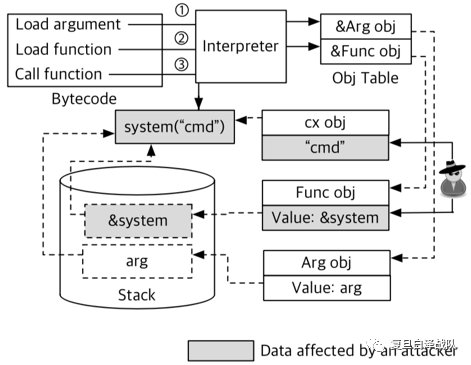 Load argument
Load function
Call function
Bytecode
①
②
③
Interpreter
&Arg obj
&Func obj
Obj Table
system(“cmd”)
cx obj
“cmd”
Func obj
Value: &system
Arg obj
Value: arg
&system
arg
Stack
Data affected by an attacker
复旦白泽战队